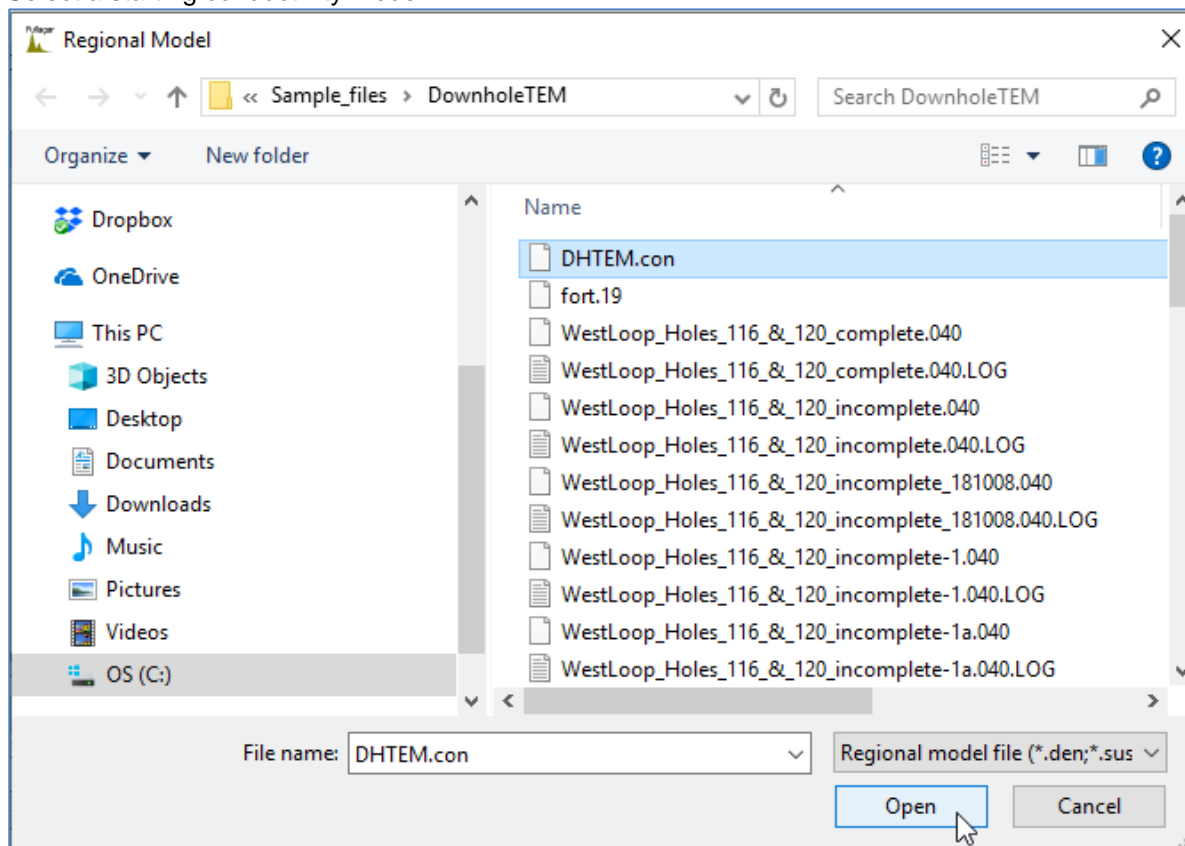 Regional Model
« Sample_files > DownholeTEM
Search DownholeTEM
Organize
New folder
Dropbox
OneDrive
This PC
3D Objects
Desktop
Documents
Downloads
Music
Pictures
Videos
OS (C:)
Name
DHTEM.con
fort.19
WestLoop_Holes_116_&_120_complete.040
WestLoop_Holes_116_&_120_complete.040.LOG
WestLoop_Holes_116_&_120_incomplete.040
WestLoop_Holes_116_&_120_incomplete.040.LOG
WestLoop_Holes_116_&_120_incomplete_181008.040
WestLoop_Holes_116_&_120_incomplete_181008.040.LOG
WestLoop_Holes_116_&_120_incomplete-1.040
WestLoop_Holes_116_&_120_incomplete-1.040.LOG
WestLoop_Holes_116_&_120_incomplete-1a.040
WestLoop_Holes_116_&_120_incomplete-1a.040.LOG
File name: DHTEM.con
Regional model file (*.den;*.sus
Open
Cancel